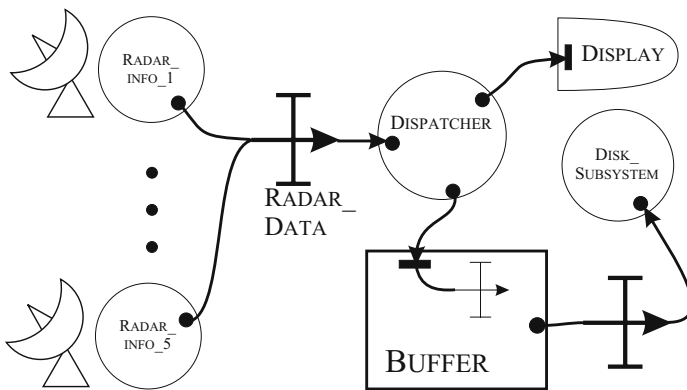 RADAR_
INFO_1
DISPLAY
DISPATCHER
DISK_
SUBSYSTEM
RADAR_
DATA
RADAR_
INFO_5
BUFFER